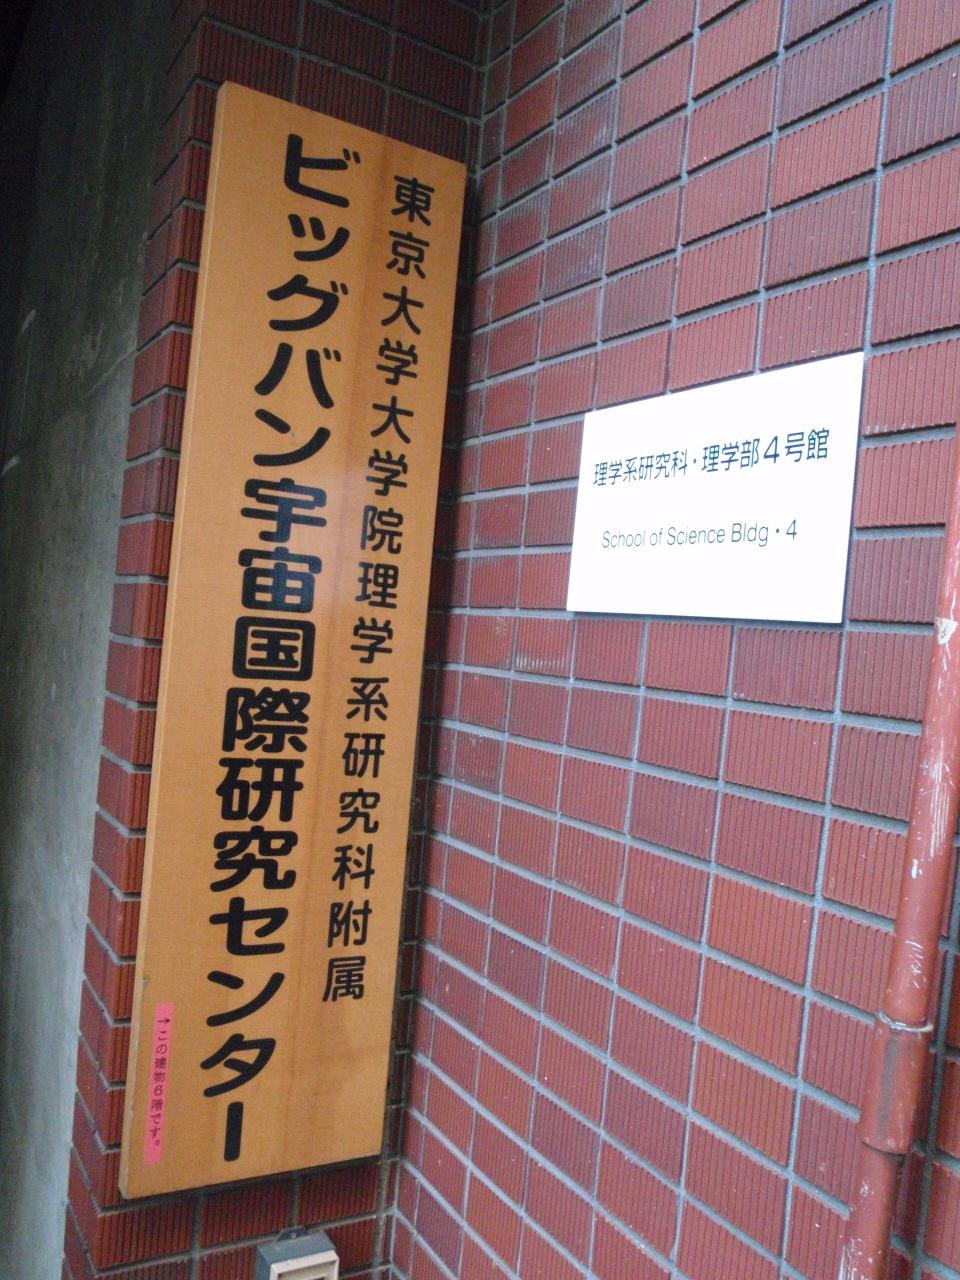 東京大学大学院理学系研究科附属
ビッグバン宇宙国際研究センター
→この建物6階です。
理学系研究科・理学部4号館
School of Science Bldg・4